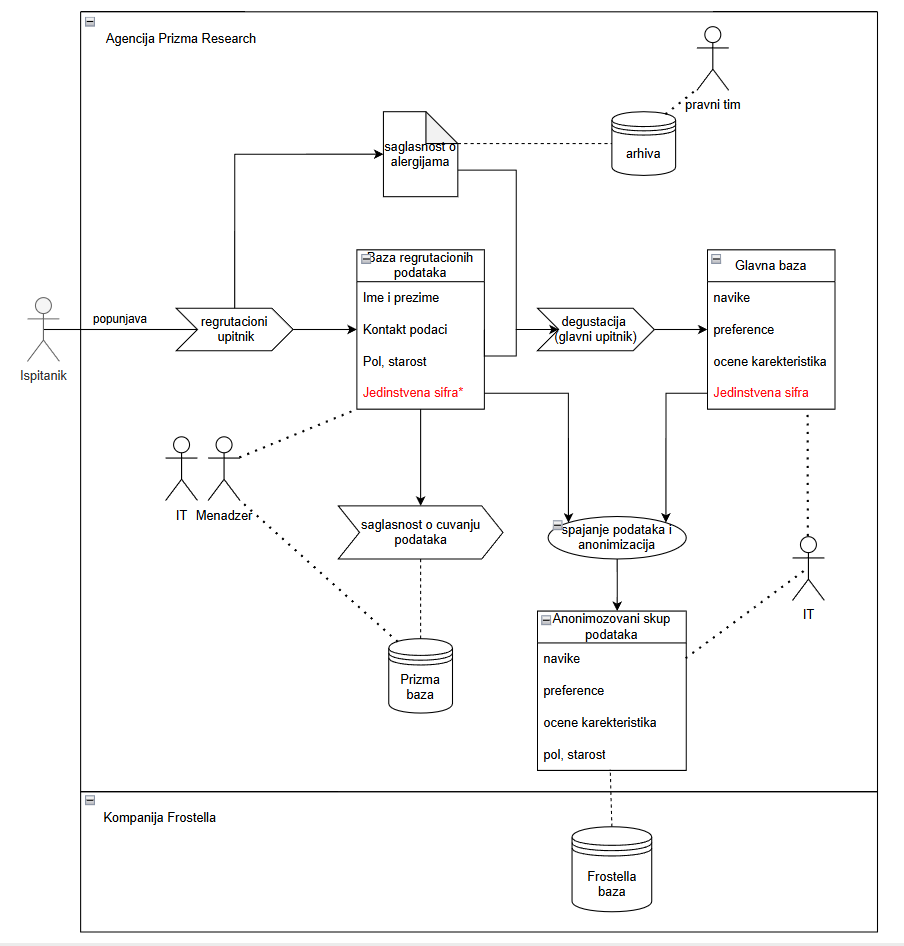 Agencija Prizma Research
pravni tim
saglasnost o
alergijama
arhiva
Baza regrutacionih
podataka
Ime i prezime
Kontakt podaci
Pol, starost
Jedinstvena sifra*
Glavna baza
navike
preference
ocene karekteristika
Jedinstvena sifra
popunjava
regrutacioni
upitnik
degustacija
(glavni upitnik)
Ispitanik
IT
Menadzer
saglasnost o cuvanju
podataka
spajanje podataka i
anonimizacija
IT
Anonimozovani skup
podataka
navike
preference
ocene karekteristika
pol, starost
Prizma
baza
Kompanija Frostella
Frostella
baza